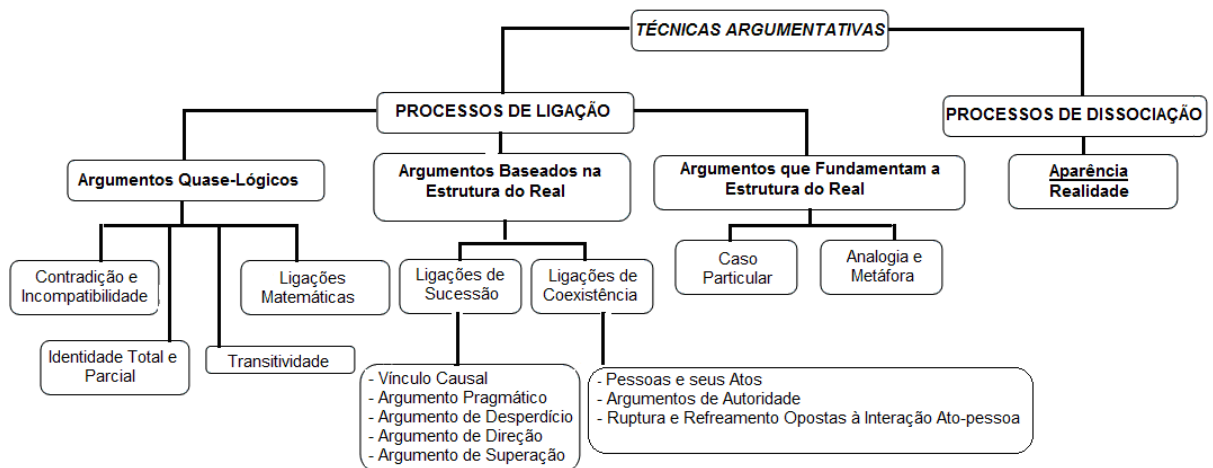 TÉCNICAS ARGUMENTATIVAS
PROCESSOS DE LIGAÇÃO
PROCESSOS DE DISSOCIAÇÃO
Argumentos Quase-Lógicos
Argumentos Baseados na
Estrutura do Real
Argumentos que Fundamentam a
Estrutura do Real
Aparência
Realidade
Contradição e
Incompatibilidade
Ligações
Matemáticas
Ligações de
Sucessão
Ligações de
Coexistência
Caso
Particular
Analogia e
Metáfora
Identidade Total e
Parcial
Transitividade
- Vínculo Causal
- Argumento Pragmático
- Argumento de Desperdício
- Argumento de Direção
- Argumento de Superação
- Pessoas e seus Atos
- Argumentos de Autoridade
- Ruptura e Refreamento Opostas à Interação Ato-pessoa